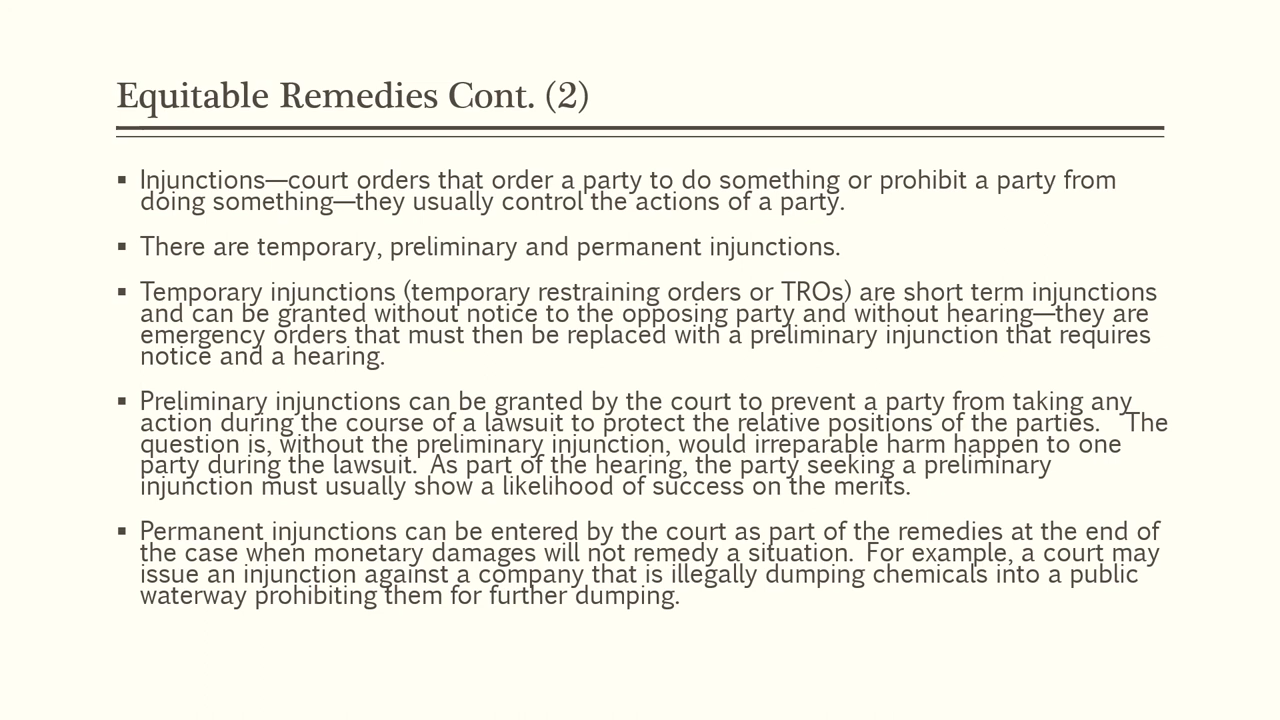 Equitable Remedies Cont. (2)
▪ Injunctions—court orders that order a party to do something or prohibit a party from
doing something—they usually control the actions of a party.
▪ There are temporary, preliminary and permanent injunctions.
▪ Temporary injunctions (temporary restraining orders or TROs) are short term injunctions
and can be granted without notice to the opposing party and without hearing—they are
emergency orders that must then be replaced with a preliminary injunction that requires
notice and a hearing.
▪ Preliminary injunctions can be granted by the court to prevent a party from taking any
action during the course of a lawsuit to protect the relative positions of the parties. The
question is, without the preliminary injunction, would irreparable harm happen to one
party during the lawsuit. As part of the hearing, the party seeking a preliminary
injunction must usually show a likelihood of success on the merits.
▪ Permanent injunctions can be entered by the court as part of the remedies at the end of
the case when monetary damages will not remedy a situation. For example, a court may
issue an injunction against a company that is illegally dumping chemicals into a public
waterway prohibiting them for further dumping.